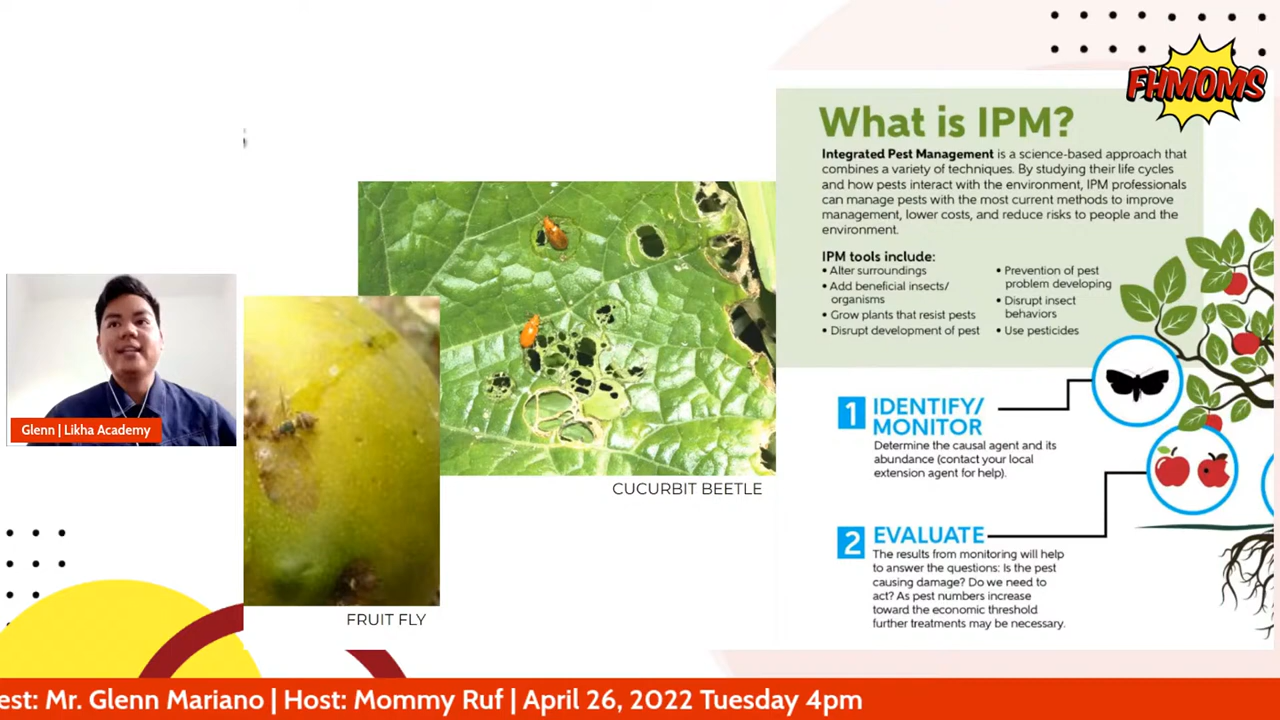 FHMOMS
What is IPM?
Integrated Pest Management is a science-based approach that
combines a variety of techniques. By studying their life cycles
and how pests interact with the environment, IPM professionals
can manage pests with the most current methods to improve
management, lower costs, and reduce risks to people and the
environment.
IPM tools include:
• Alter surroundings
• Add beneficial insects/
organisms
• Grow plants that resist pests
• Disrupt development of pest
• Prevention of pest
problem developing
• Disrupt insect
behaviors
• Use pesticides
1 IDENTIFY/
MONITOR
Determine the causal agent and its
abundance (contact your local
extension agent for help).
2 EVALUATE
The results from monitoring will help
to answer the questions: Is the pest
causing damage? Do we need to
act? As pest numbers increase
toward the economic threshold
further treatments may be necessary.
CUCURBIT BEETLE
FRUIT FLY
Glenn | Likha Academy
est: Mr. Glenn Mariano | Host: Mommy Ruf | April 26, 2022 Tuesday 4pm